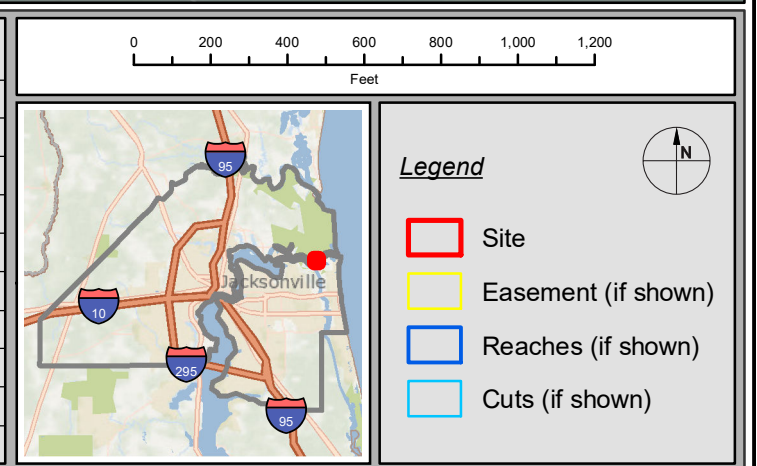 0 200 400 600 800 1,000 1,200
Feet
95
Jacksonville
10
295
95
N
Legend
Site
Easement (if shown)
Reaches (if shown)
Cuts (if shown)